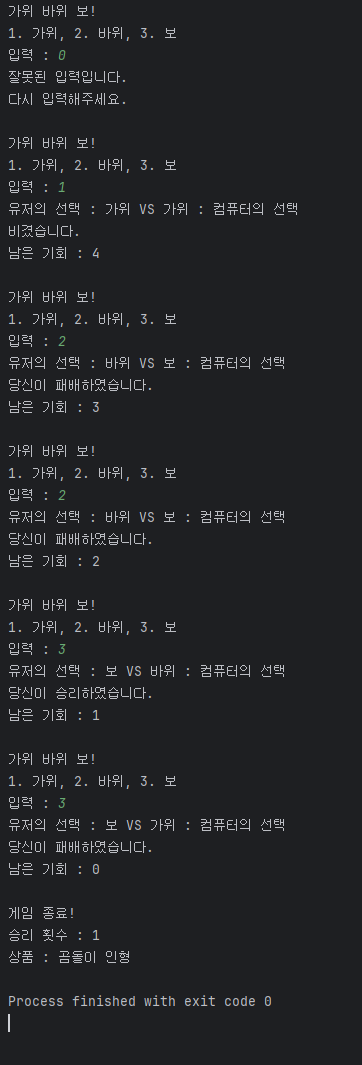 가위 바위 보!
1. 가위, 2. 바위, 3. 보
입력 : 0
잘못된 입력입니다.
다시 입력해주세요.
가위 바위 보!
1. 가위, 2. 바위, 3. 보
입력 : 1
유저의 선택 : 가위 VS 가위 : 컴퓨터의 선택
비겼습니다.
남은 기회 : 4
가위 바위 보!
1. 가위, 2. 바위, 3. 보
입력 : 2
유저의 선택 : 바위 VS 보 : 컴퓨터의 선택
당신이 패배하였습니다.
남은 기회 : 3
가위 바위 보!
1. 가위, 2. 바위, 3. 보
입력 : 2
유저의 선택 : 바위 VS 보 : 컴퓨터의 선택
당신이 패배하였습니다.
남은 기회 : 2
가위 바위 보!
1. 가위, 2. 바위, 3. 보
입력 : 3
유저의 선택 : 보 VS 바위 : 컴퓨터의 선택
당신이 승리하였습니다.
남은 기회 : 1
가위 바위 보!
1. 가위, 2. 바위, 3. 보
입력 : 3
유저의 선택 : 보 VS 가위 : 컴퓨터의 선택
당신이 패배하였습니다.
남은 기회 : 0
게임 종료!
승리 횟수 : 1
상품 : 곰돌이 인형
Process finished with exit code 0